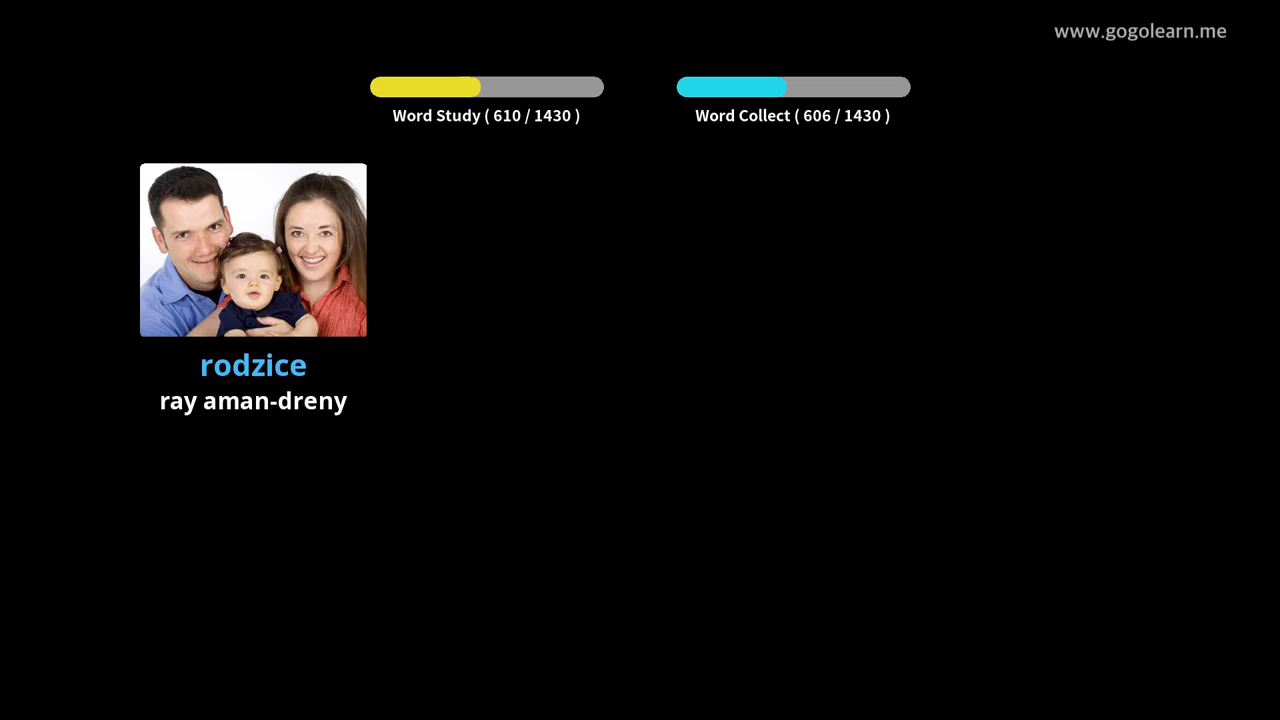 www.gogolearn.me
Word Study ( 610 / 1430 )
Word Collect ( 606 / 1430 )
rodzice
ray aman-dreny